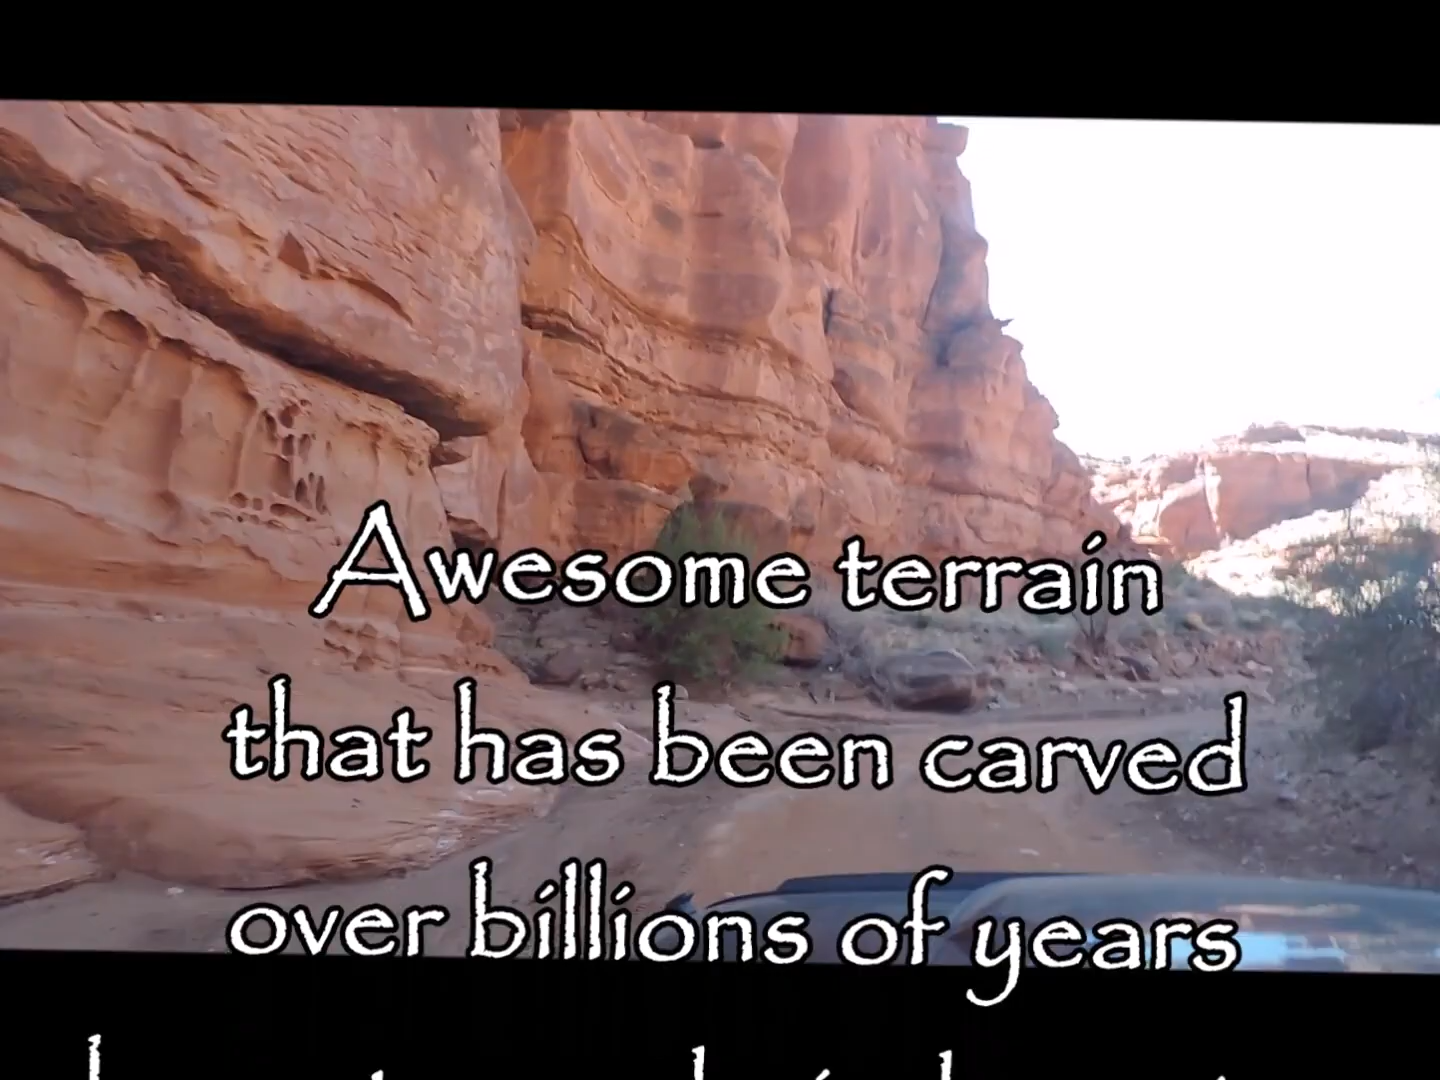 Awesome terrain
that has been carved
over billions of years